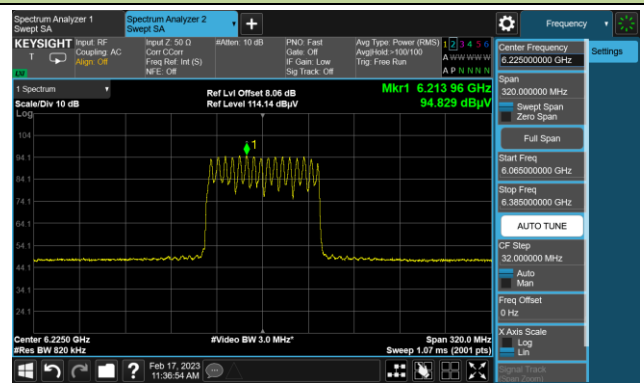 Spectrum Analyzer 1
Swept SA
Spectrum Analyzer 2
Swept SA
+
Frequency
KEYSIGHT
T
LVI
Input: RF
Coupling: AC
Align: Off
Input Z: 50 Ω
Corr CCorr
Freq Ref: Int (S)
NFE: Off
#Atten: 10 dB
PNO: Fast
Gate: Off
IF Gain: Low
Sig Track: Off
Avg Type: Power (RMS)
Avg|Hold:>100/100
Trig: Free Run
1 2 3 4 5 6
A W W W W W
A P N N N N
1 Spectrum
Scale/Div 10 dB
Log
Ref Lvl Offset 8.06 dB
Ref Level 114.14 dBµV
Mkr1 6.213 96 GHz
94.829 dBµV
104
94.1
84.1
74.1
64.1
54.1
44.1
34.1
24.1
1
Center 6.2250 GHz
#Res BW 820 kHz
#Video BW 3.0 MHz*
Span 320.0 MHz
Sweep 1.07 ms (2001 pts)
Center Frequency
6.225000000 GHz
Settings
Span
320.000000 MHz
Swept Span
Zero Span
Full Span
Start Freq
6.065000000 GHz
Stop Freq
6.385000000 GHz
AUTO TUNE
CF Step
32.000000 MHz
Auto
Man
Freq Offset
0 Hz
X Axis Scale
Log
Lin
Signal Track
(Span Zoom)
?
Feb 17, 2023
11:36:54 AM